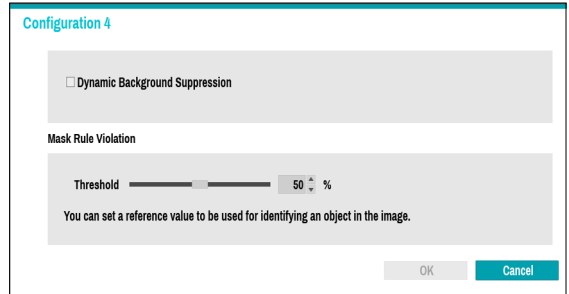 Configuration 4
Dynamic Background Suppression
Mask Rule Violation
Threshold 50 %
You can set a reference value to be used for identifying an object in the image.
OK Cancel